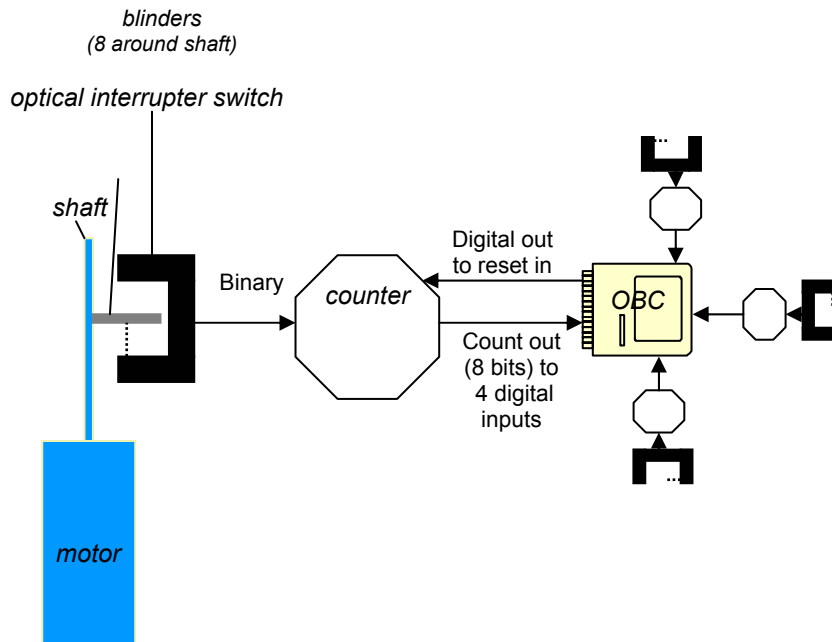 blinders
(8 around shaft)
optical interrupter switch
shaft
Binary
counter
Digital out
to reset in
OBC
Count out
(8 bits) to
4 digital
inputs
motor